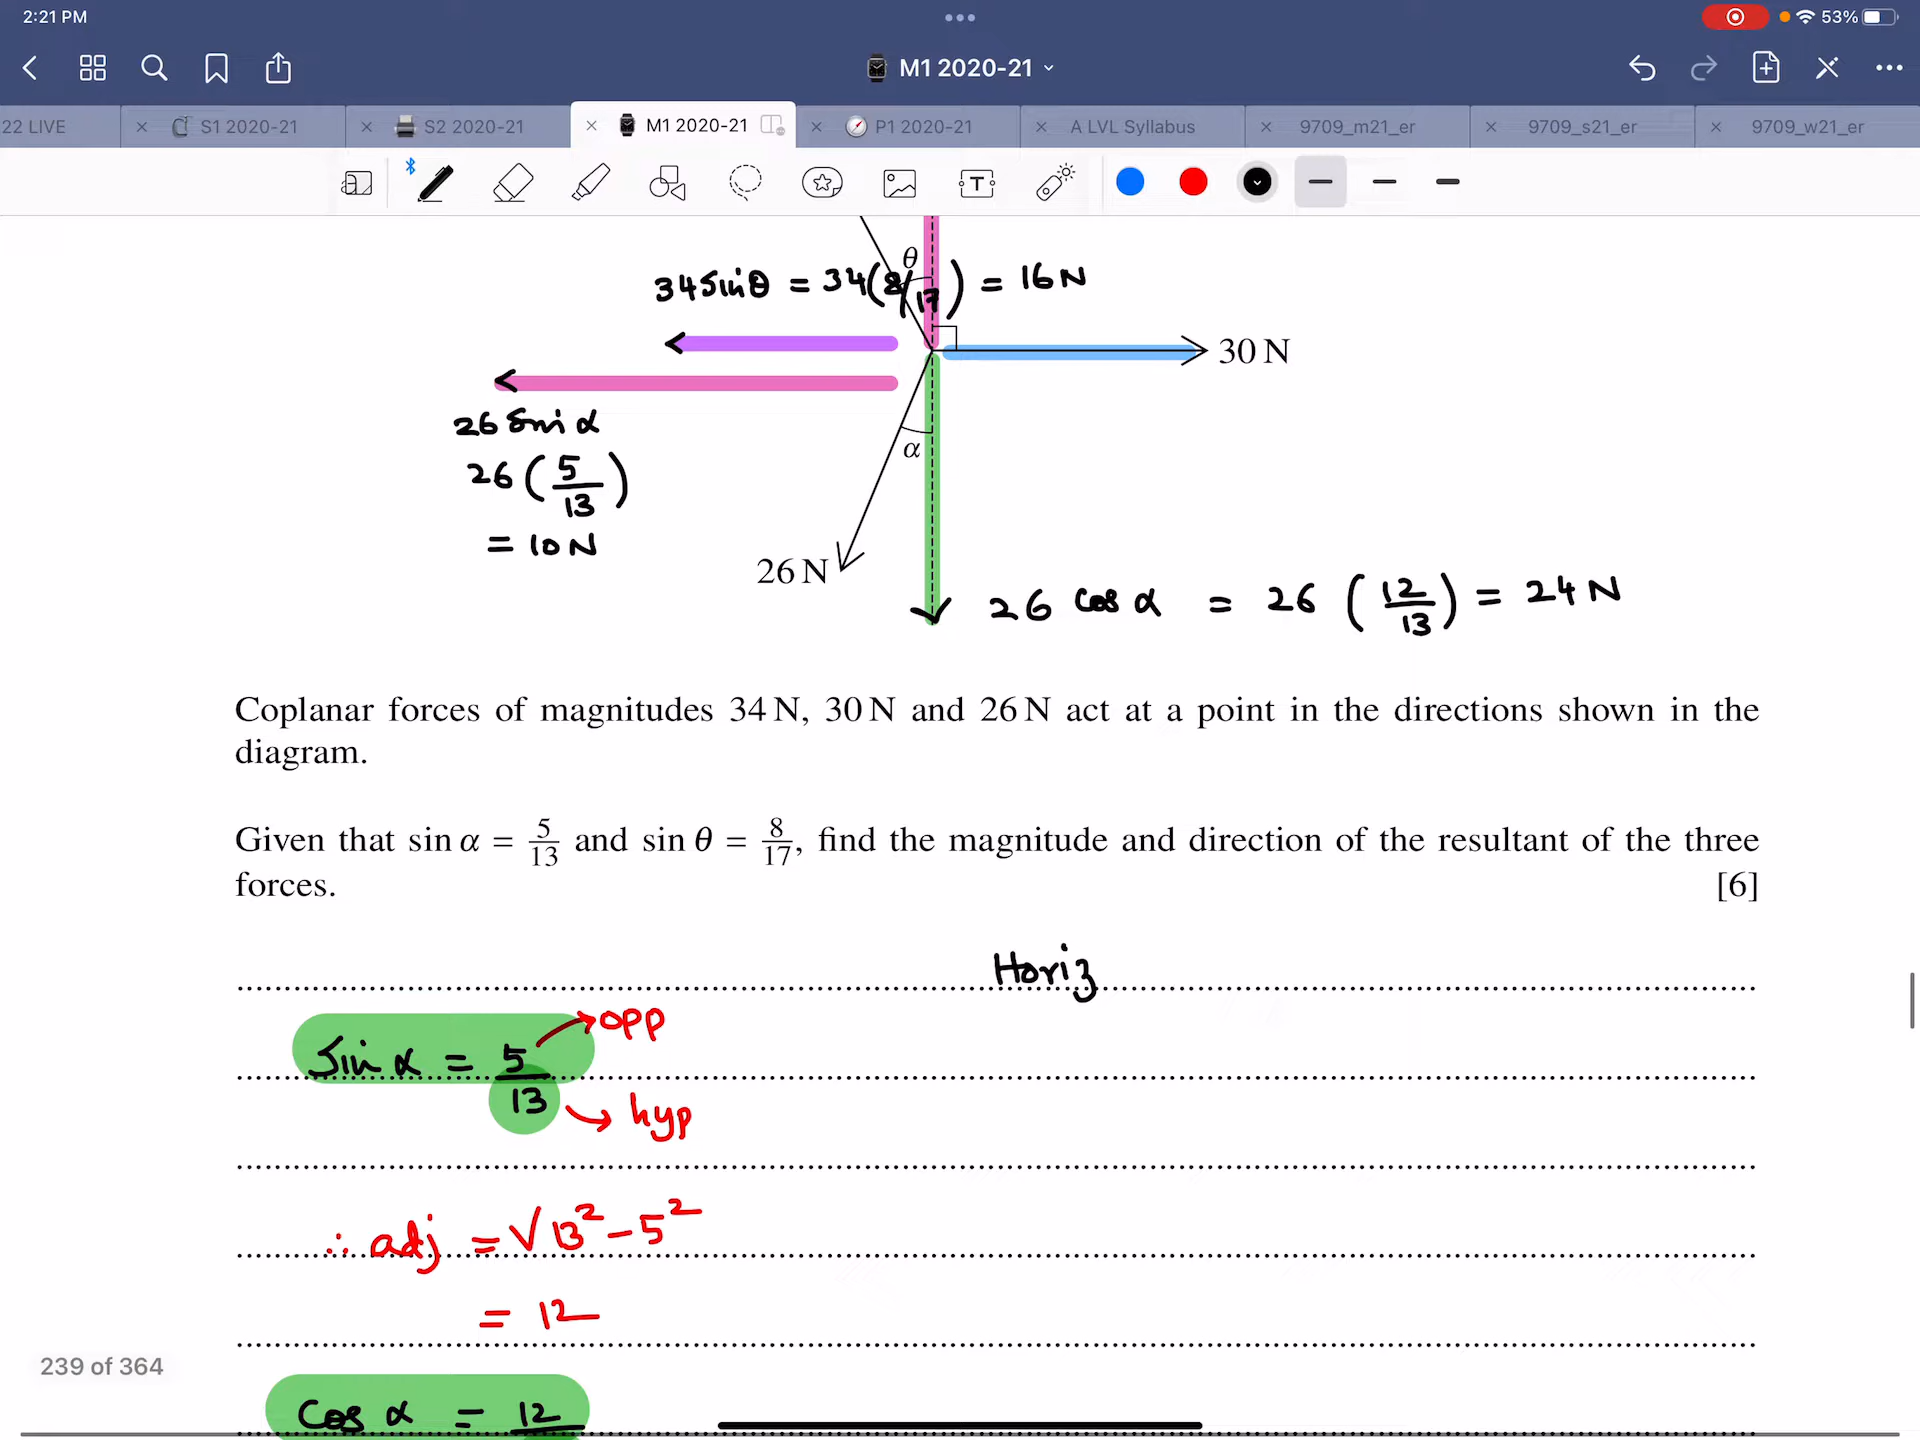 2:21 PM
53%
M1 2020-21
22 LIVE
S1 2020-21
S2 2020-21
M1 2020-21
P1 2020-21
A LVL Syllabus
9709_m21_er
9709_s21_er
9709_w21_er
θ
34 Sinθ = 34(8/17) = 16N
30 N
26 Sin α
α
26 (5/13)
= 10N
26 N
26 cos α = 26 (12/13) = 24 N
Coplanar forces of magnitudes 34 N, 30 N and 26 N act at a point in the directions shown in the
diagram.
Given that sin α = 5/13 and sin θ = 8/17, find the magnitude and direction of the resultant of the three
forces. [6]
Horiz
Sin α = 5/13
opp
hyp
∴ adj = √13² − 5²
= 12
239 of 364
Cos α = 12